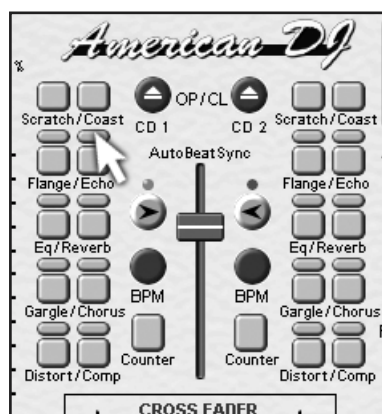 American DJ
%
OP/CL
Scratch/Coast CD 1 CD 2 Scratch/Coast
AutoBeatSync
Flange/Echo Flange/Echo
Eq/Reverb Eq/Reverb
BPM BPM
Gargle/Chorus Gargle/Chorus
Counter Counter
Distort/Comp Distort/Comp
CROSS FADER